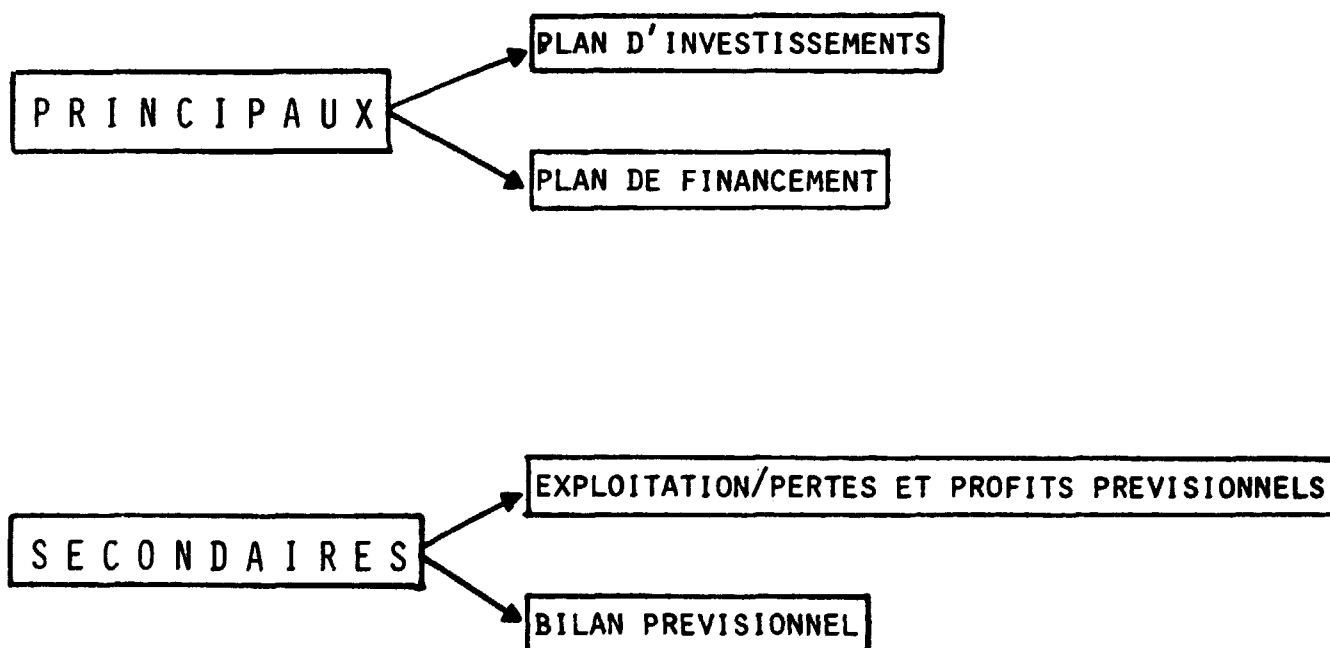 PLAN D'INVESTISSEMENTS
PRINCIPAUX
PLAN DE FINANCEMENT
EXPLOITATION/PERTES ET PROFITS PREVISIONNELS
SECONDAIRES
BILAN PREVISIONNEL